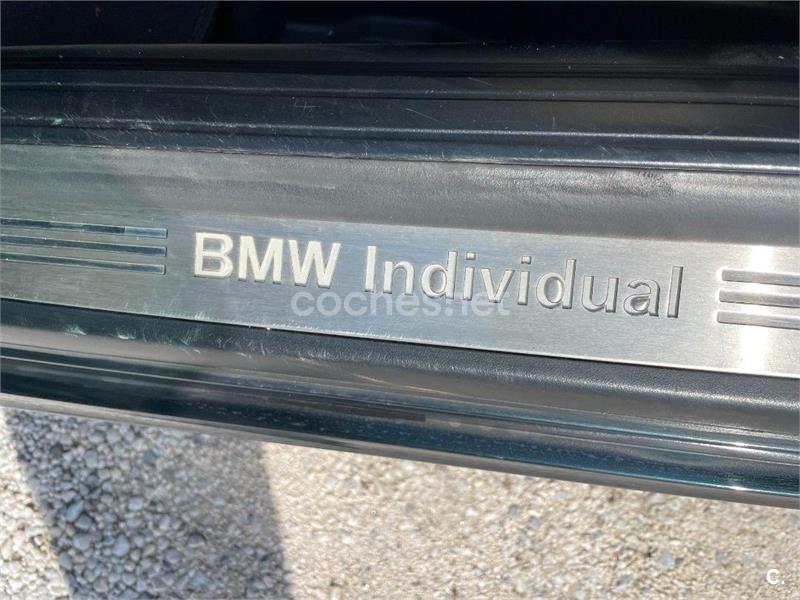 BMW Individual
coches.net
C.